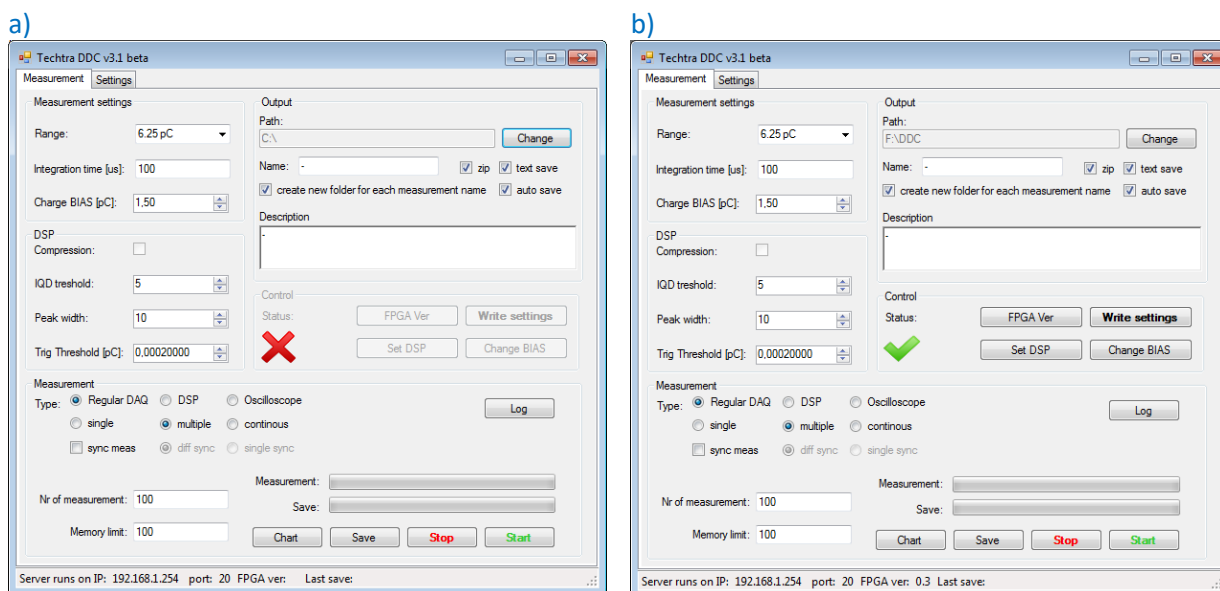 a)
Techtra DDC v3.1 beta
Measurement Settings
Measurement settings
Range: 6.25 pC
Integration time [us]: 100
Charge BIAS [pC]: 1,50
DSP
Compression:
IQD treshold: 5
Peak width: 10
Trig Threshold [pC]: 0,00020000
Output
Path:
C:\ Change
Name: - zip text save
create new folder for each measurement name auto save
Description
-
Control
Status: FPGA Ver Write settings
Set DSP Change BIAS
Measurement
Type: Regular DAQ DSP Oscilloscope
single multiple continous
sync meas diff sync single sync
Log
Measurement:
Nr of measurement: 100
Save:
Memory limit: 100
Chart Save Stop Start
Server runs on IP: 192.168.1.254 port: 20 FPGA ver: Last save:
b)
Techtra DDC v3.1 beta
Measurement Settings
Measurement settings
Range: 6.25 pC
Integration time [us]: 100
Charge BIAS [pC]: 1,50
DSP
Compression:
IQD treshold: 5
Peak width: 10
Trig Threshold [pC]: 0,00020000
Output
Path:
F:\DDC Change
Name: - zip text save
create new folder for each measurement name auto save
Description
-
Control
Status: FPGA Ver Write settings
Set DSP Change BIAS
Measurement
Type: Regular DAQ DSP Oscilloscope
single multiple continous
sync meas diff sync single sync
Log
Measurement:
Nr of measurement: 100
Save:
Memory limit: 100
Chart Save Stop Start
Server runs on IP: 192.168.1.254 port: 20 FPGA ver: 0.3 Last save: